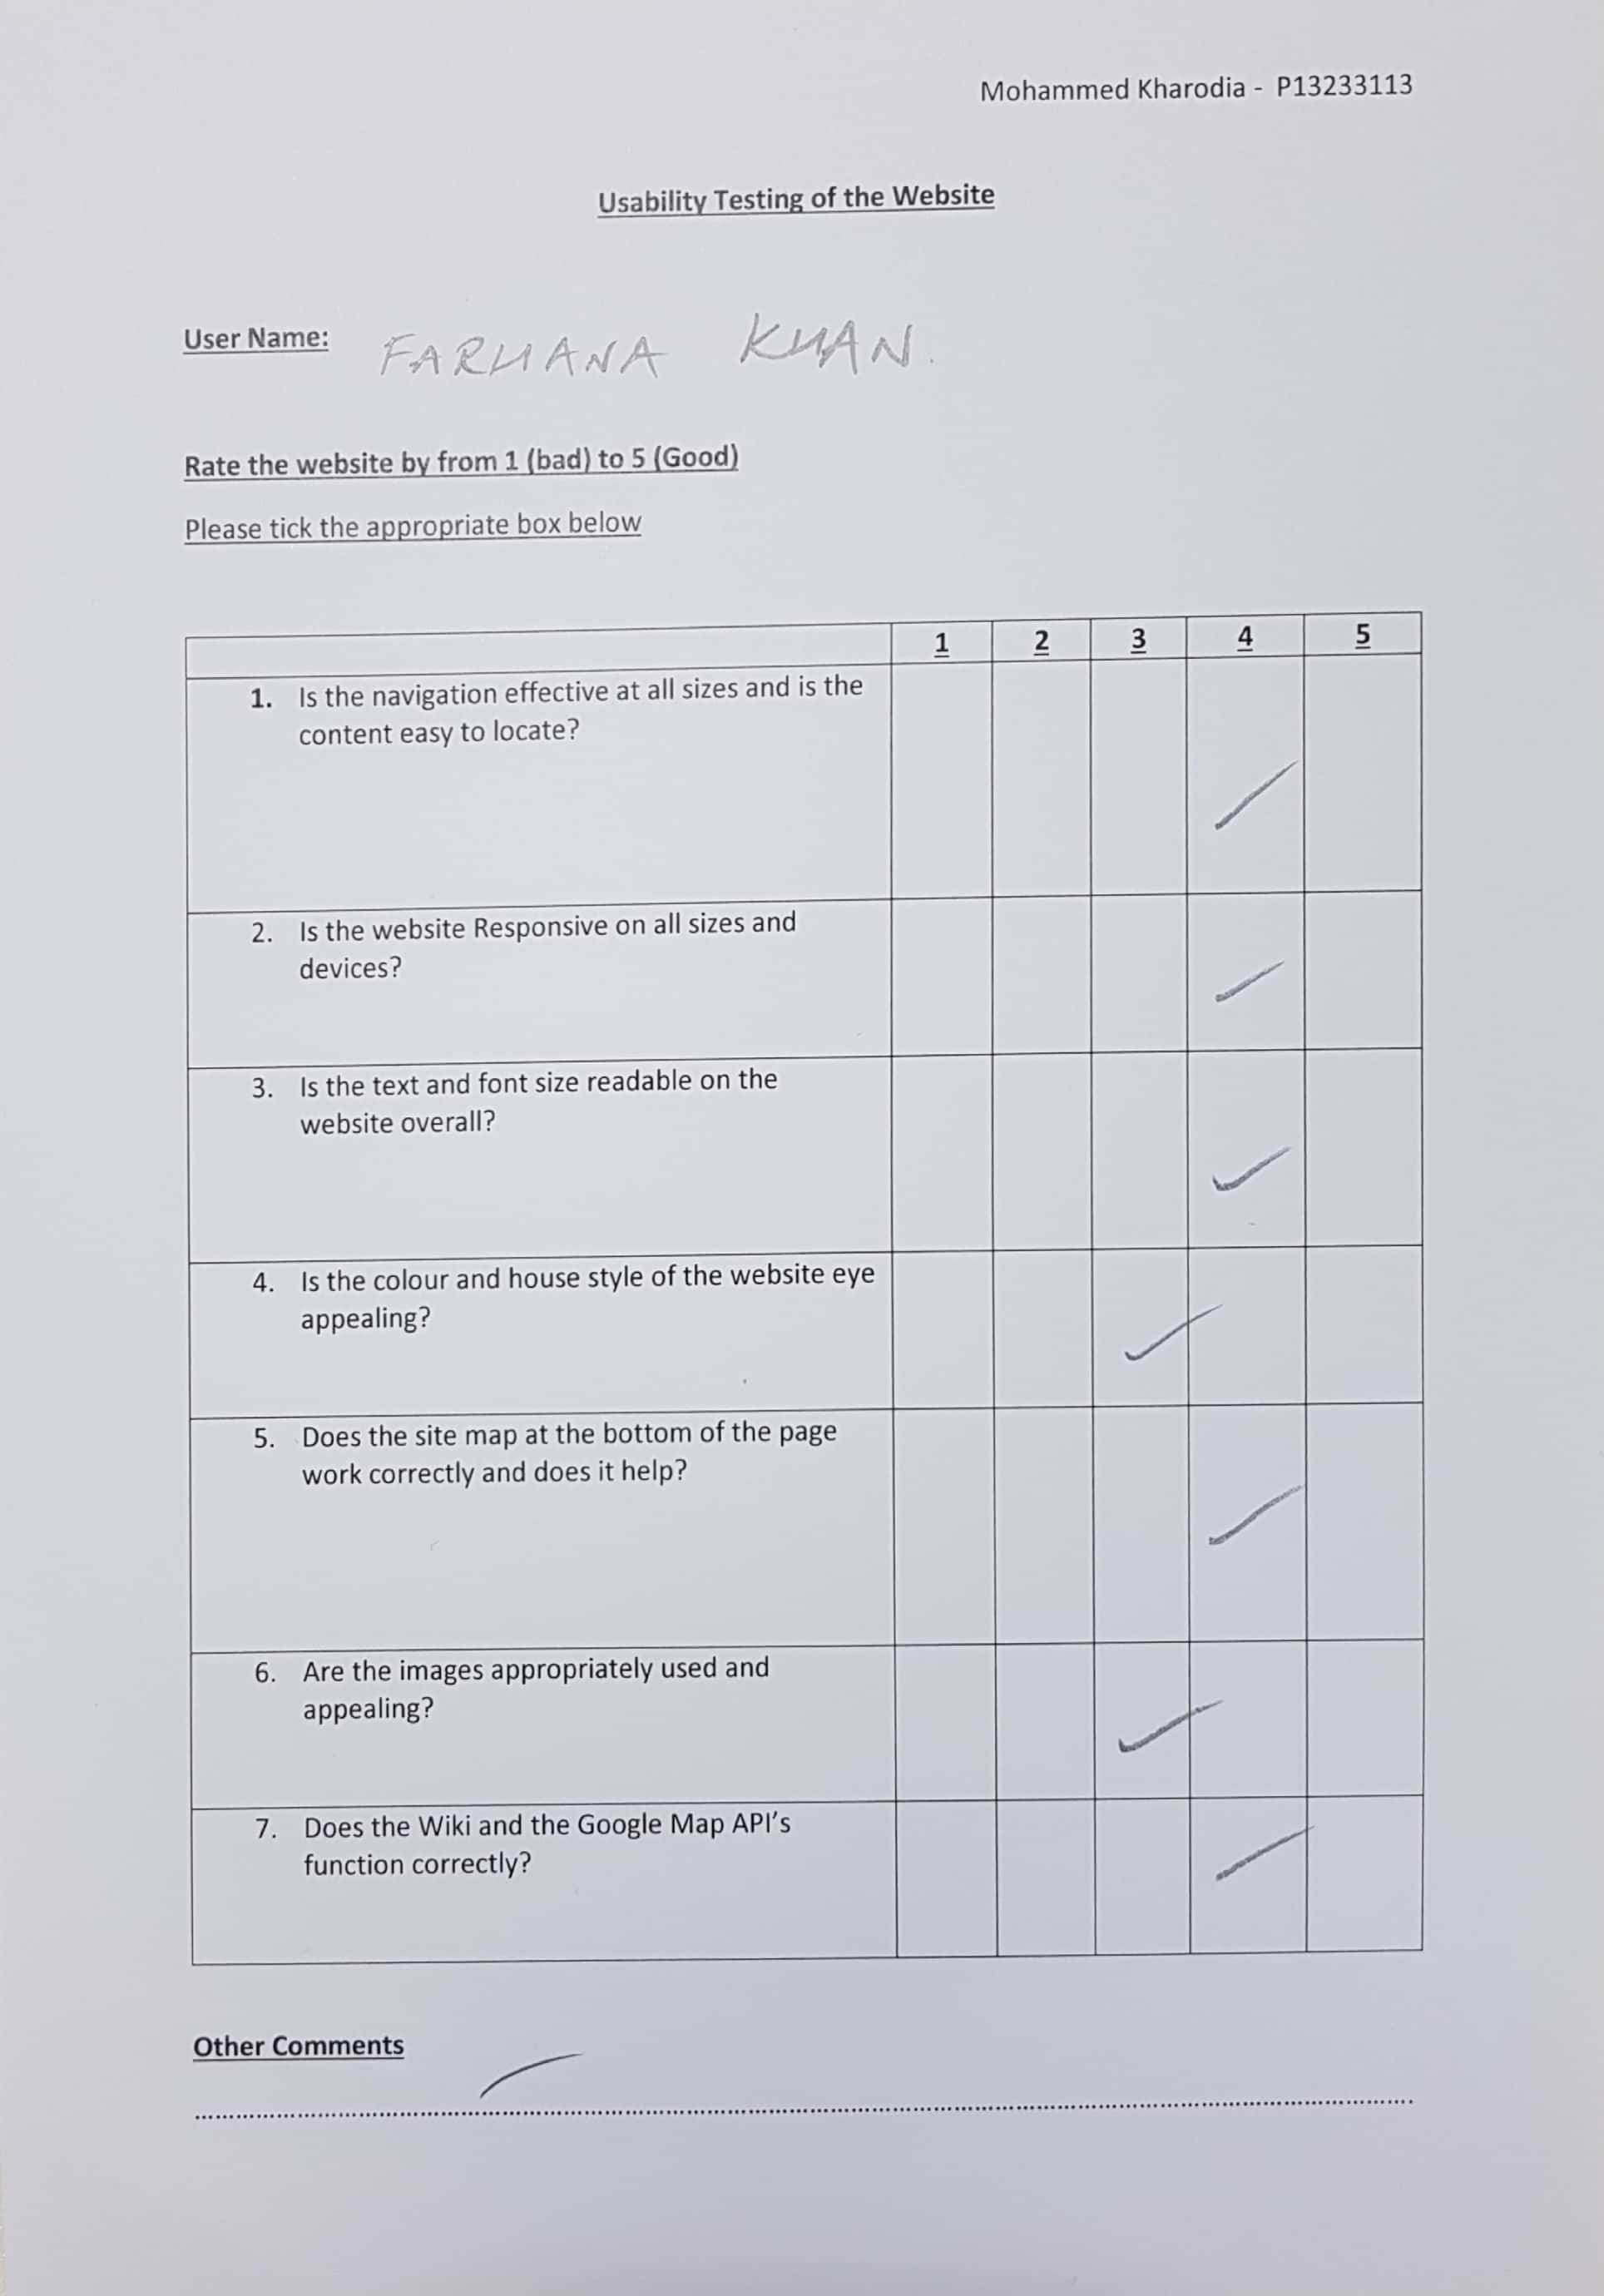 Mohammed Kharodia - P13233113
Usability Testing of the Website
User Name: FARHANA KHAN.
Rate the website by from 1 (bad) to 5 (Good)
Please tick the appropriate box below
1 2 3 4 5
1. Is the navigation effective at all sizes and is the
content easy to locate?
2. Is the website Responsive on all sizes and
devices?
3. Is the text and font size readable on the
website overall?
4. Is the colour and house style of the website eye
appealing?
5. Does the site map at the bottom of the page
work correctly and does it help?
6. Are the images appropriately used and
appealing?
7. Does the Wiki and the Google Map API's
function correctly?
Other Comments